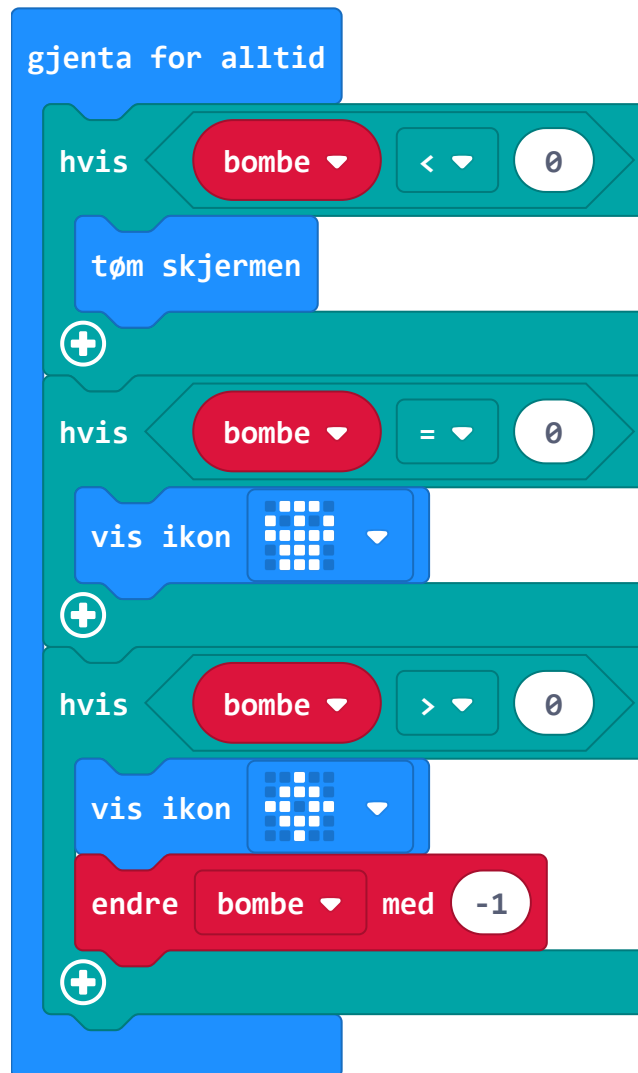 gjenta for alltid
hvis bombe < 0
tøm skjermen
hvis bombe = 0
vis ikon
hvis bombe > 0
vis ikon
endre bombe med -1